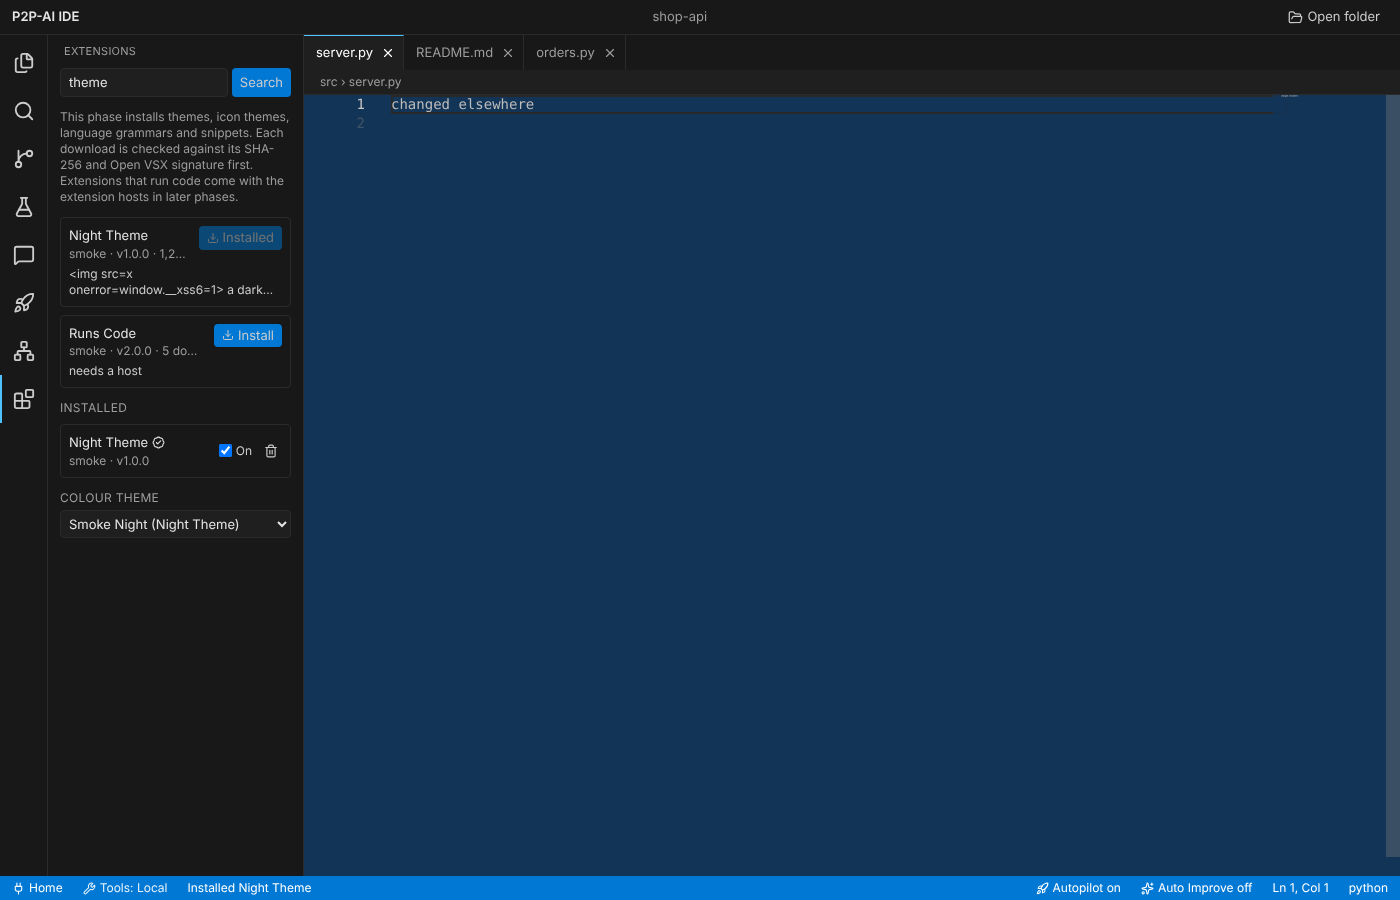 P2P-AI IDE
shop-api
Open folder
EXTENSIONS
theme
Search
This phase installs themes, icon themes,
language grammars and snippets. Each
download is checked against its SHA-
256 and Open VSX signature first.
Extensions that run code come with the
extension hosts in later phases.
Night Theme
Installed
smoke · v1.0.0 · 1,2...
<img src=x
onerror=window.__xss6=1> a dark...
Runs Code
Install
smoke · v2.0.0 · 5 do...
needs a host
INSTALLED
Night Theme
smoke · v1.0.0
On
COLOUR THEME
Smoke Night (Night Theme)
server.py
README.md
orders.py
src › server.py
1 changed elsewhere
2
Home
Tools: Local
Installed Night Theme
Autopilot on
Auto Improve off
Ln 1, Col 1
python